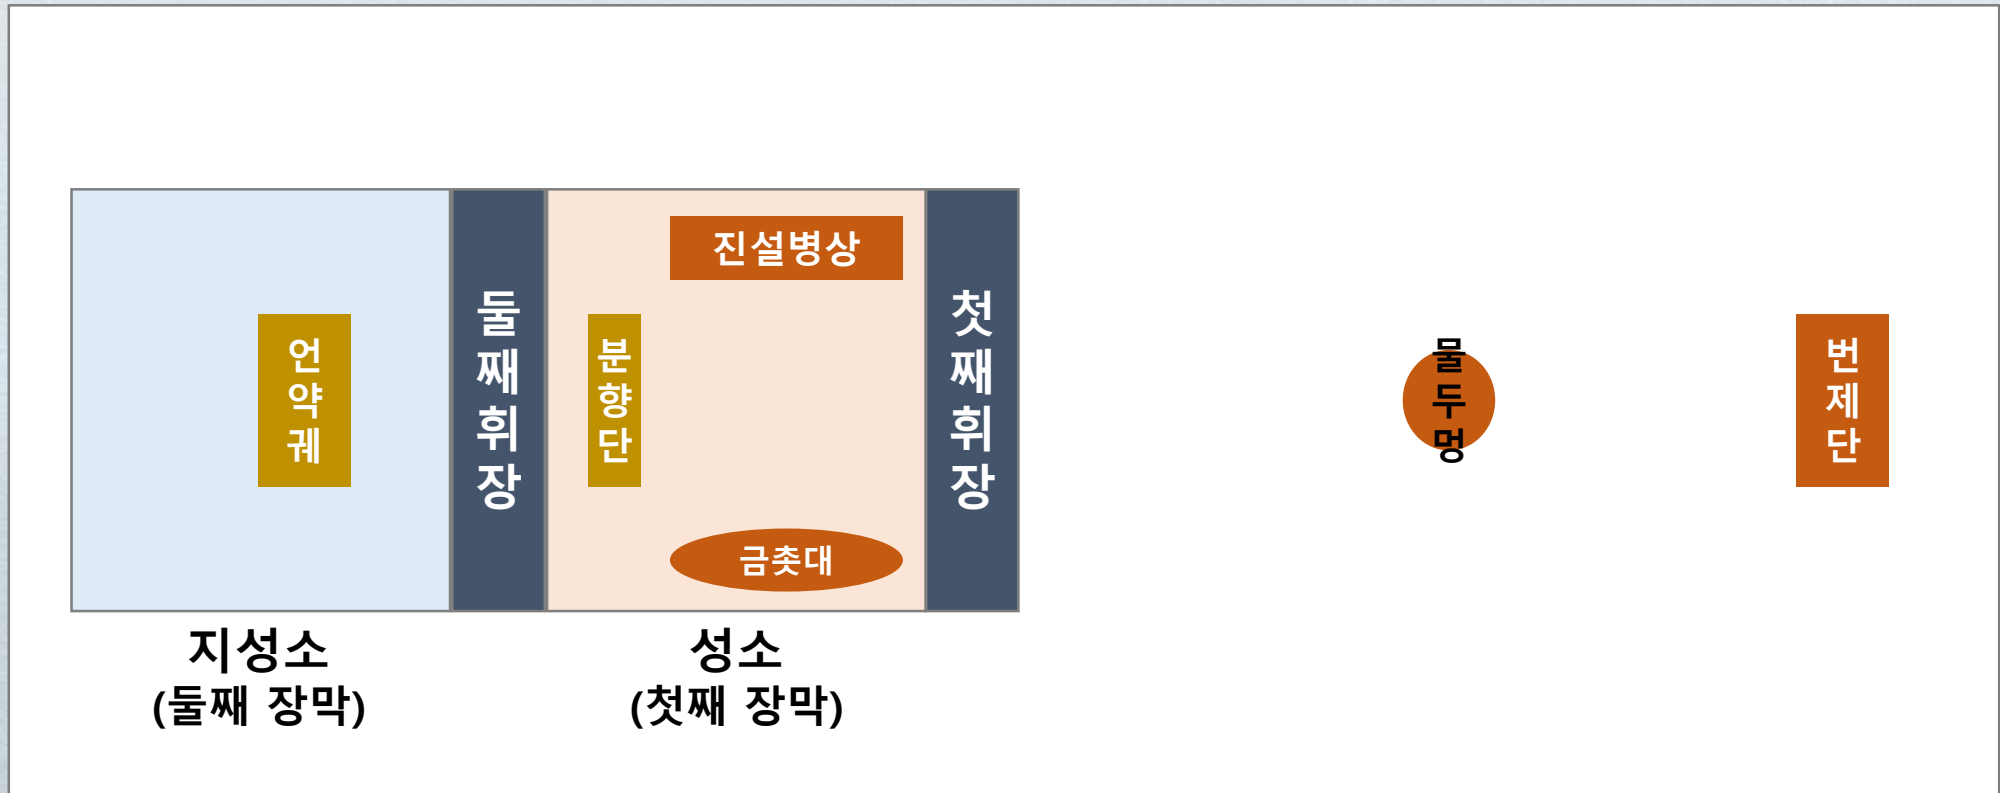 언약궤
둘째휘장
분향단
진설병상
금촛대
첫째휘장
물두멍
번제단
지성소
(둘째 장막)
성소
(첫째 장막)